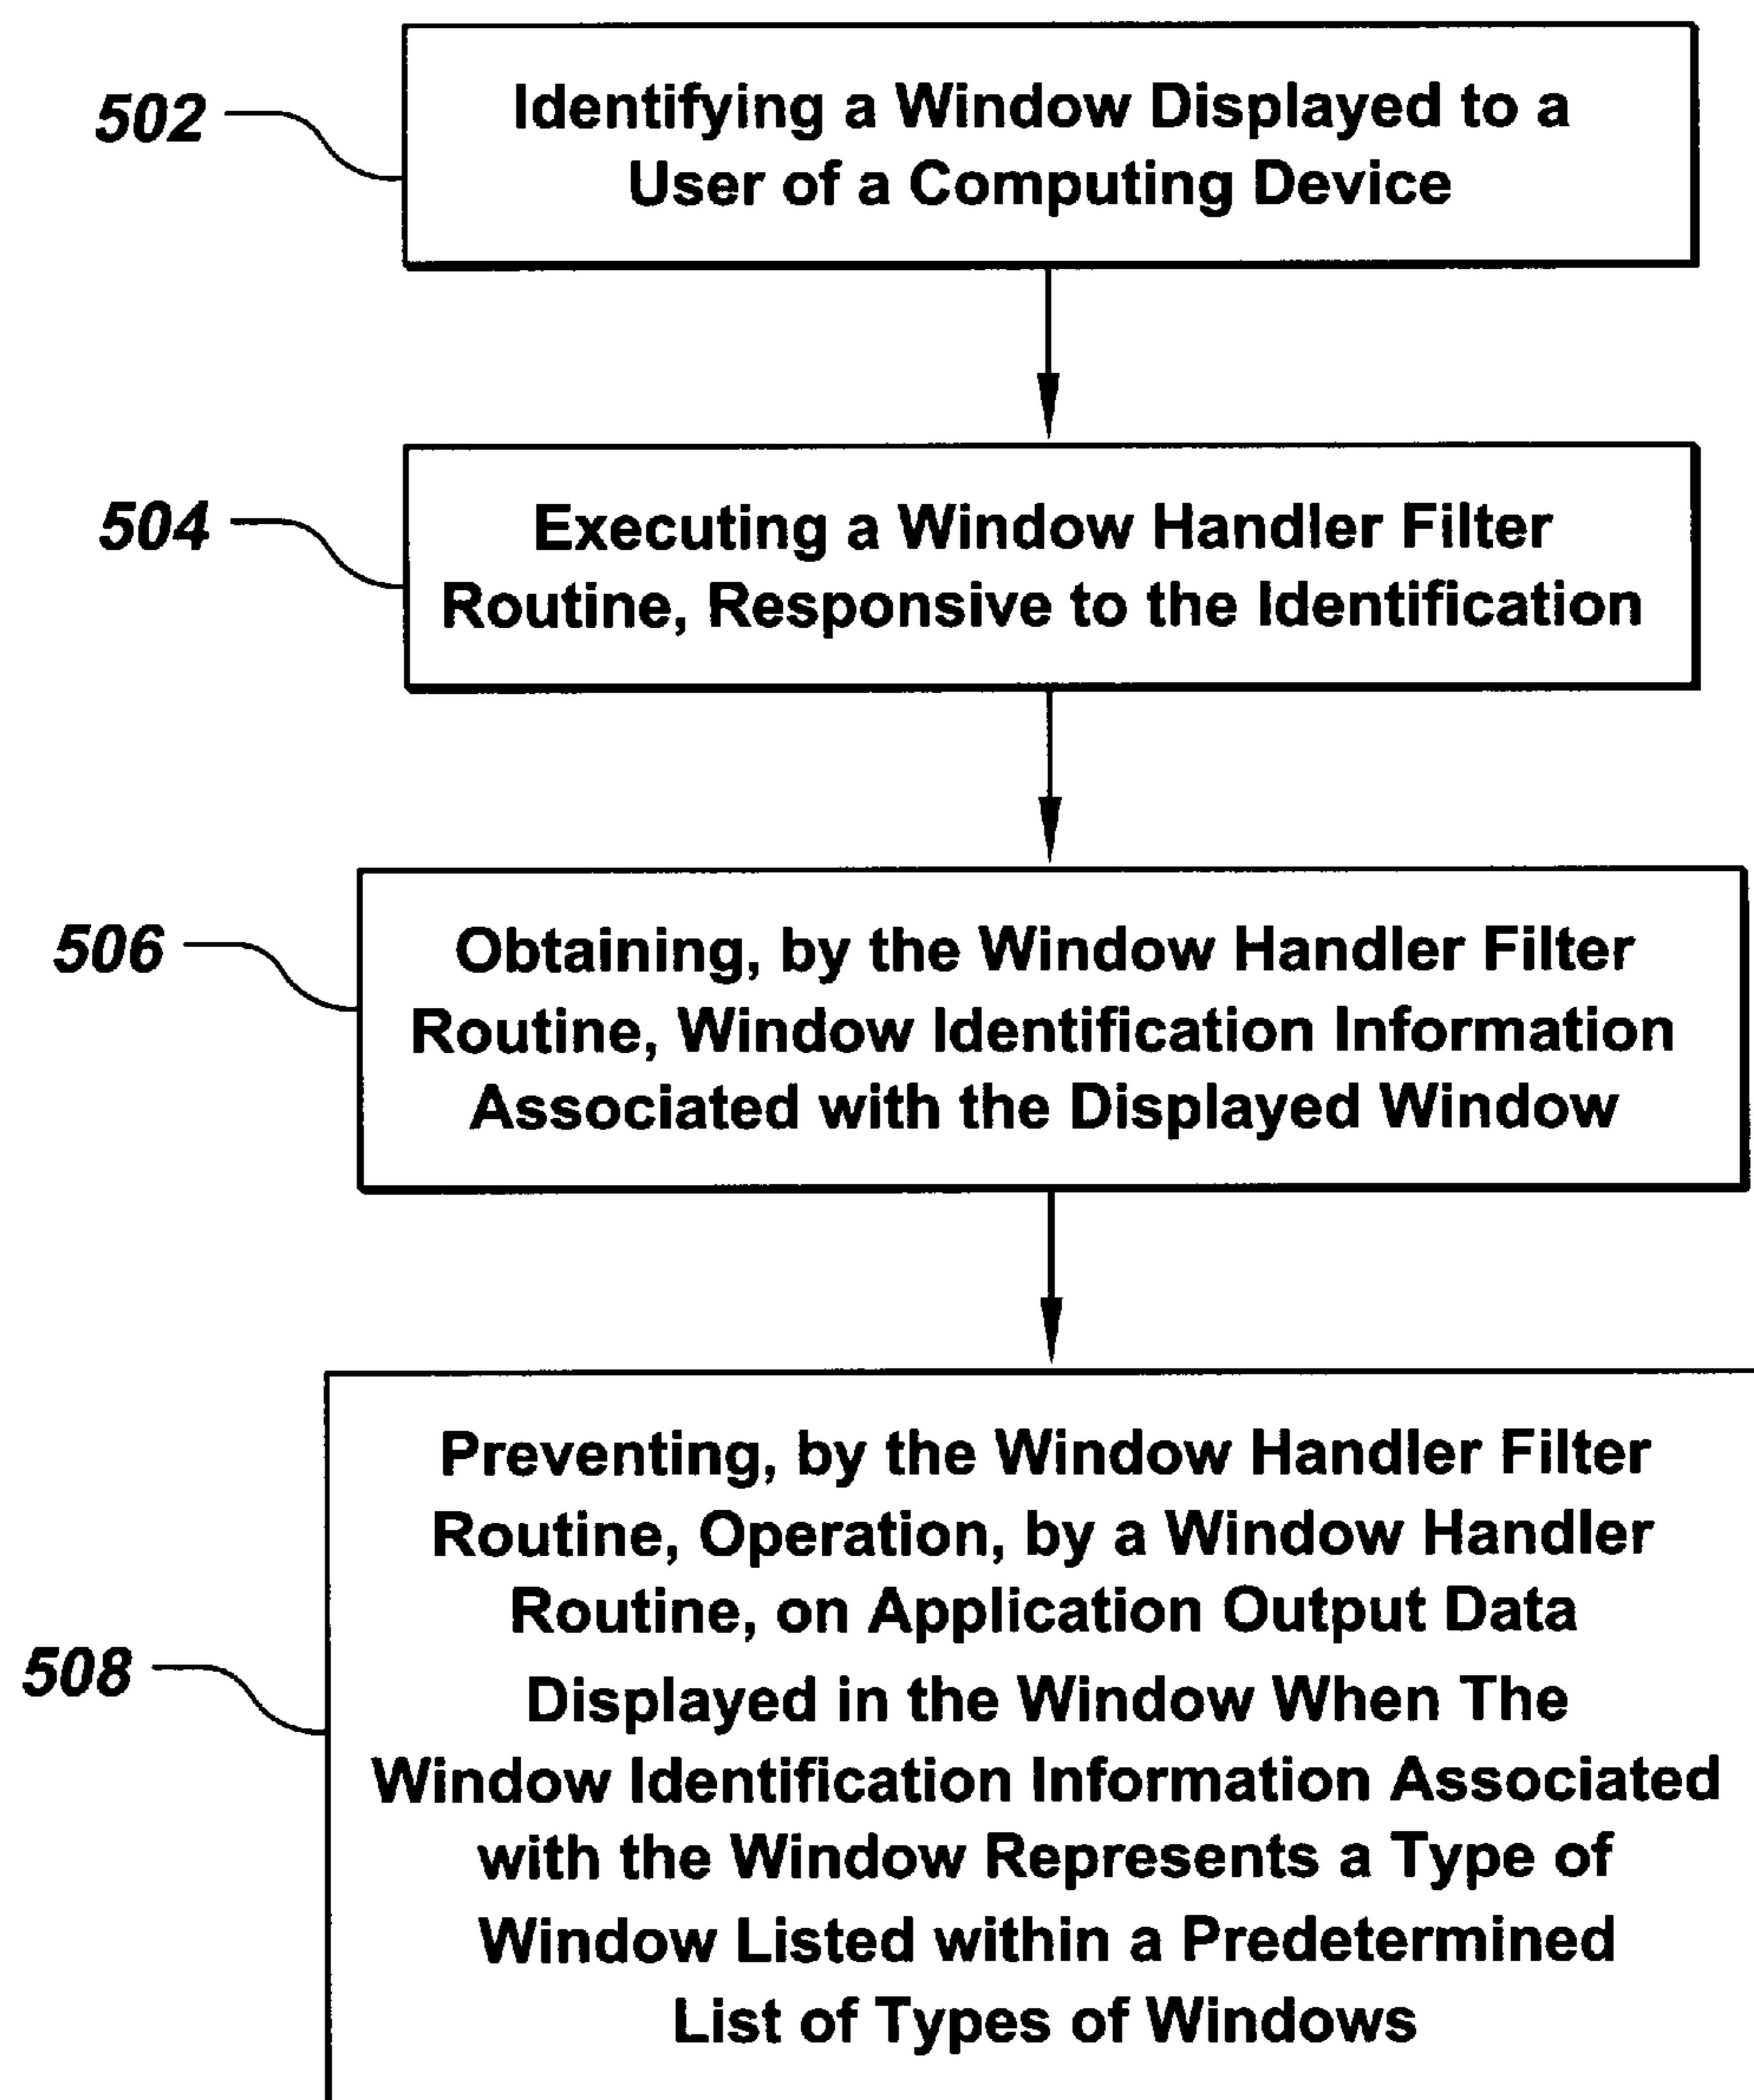 502
Identifying a Window Displayed to a
User of a Computing Device
504
Executing a Window Handler Filter
Routine, Responsive to the Identification
506
Obtaining, by the Window Handler Filter
Routine, Window Identification Information
Associated with the Displayed Window
508
Preventing, by the Window Handler Filter
Routine, Operation, by a Window Handler
Routine, on Application Output Data
Displayed in the Window When The
Window Identification Information Associated
with the Window Represents a Type of
Window Listed within a Predetermined
List of Types of Windows